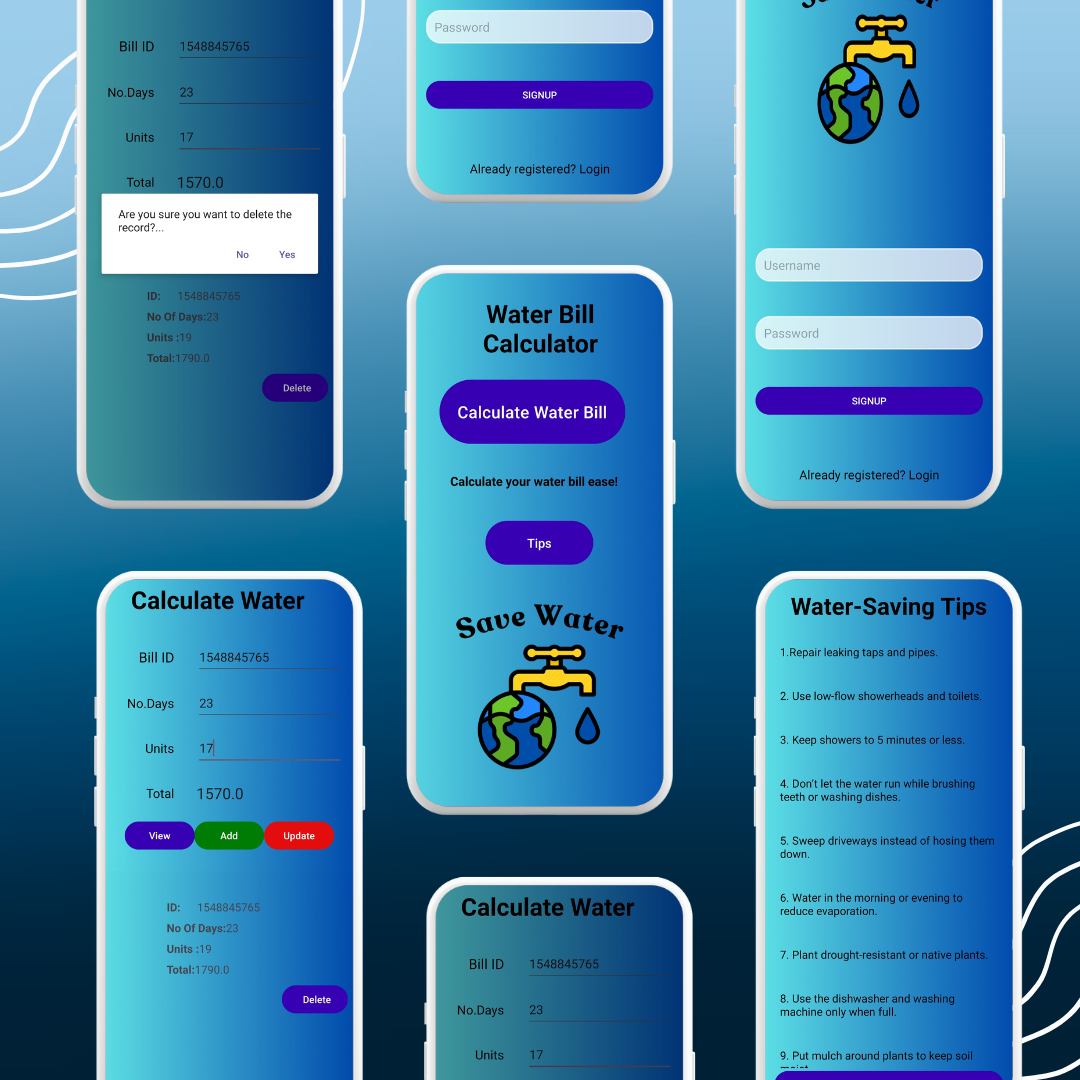 Bill ID 1548845765
No.Days 23
Units 17
Total 1570.0
Are you sure you want to delete the
record?...
No Yes
ID: 1548845765
No Of Days:23
Units :19
Total:1790.0
Delete
Password
SIGNUP
Already registered? Login
Username
Password
SIGNUP
Already registered? Login
Water Bill
Calculator
Calculate Water Bill
Calculate your water bill ease!
Tips
Save Water
Calculate Water
Bill ID 1548845765
No.Days 23
Units 17
Total 1570.0
View Add Update
ID: 1548845765
No Of Days:23
Units :19
Total:1790.0
Delete
Calculate Water
Bill ID 1548845765
No.Days 23
Units 17
Water-Saving Tips
1.Repair leaking taps and pipes.
2. Use low-flow showerheads and toilets.
3. Keep showers to 5 minutes or less.
4. Don't let the water run while brushing
teeth or washing dishes.
5. Sweep driveways instead of hosing them
down.
6. Water in the morning or evening to
reduce evaporation.
7. Plant drought-resistant or native plants.
8. Use the dishwasher and washing
machine only when full.
9. Put mulch around plants to keep soil